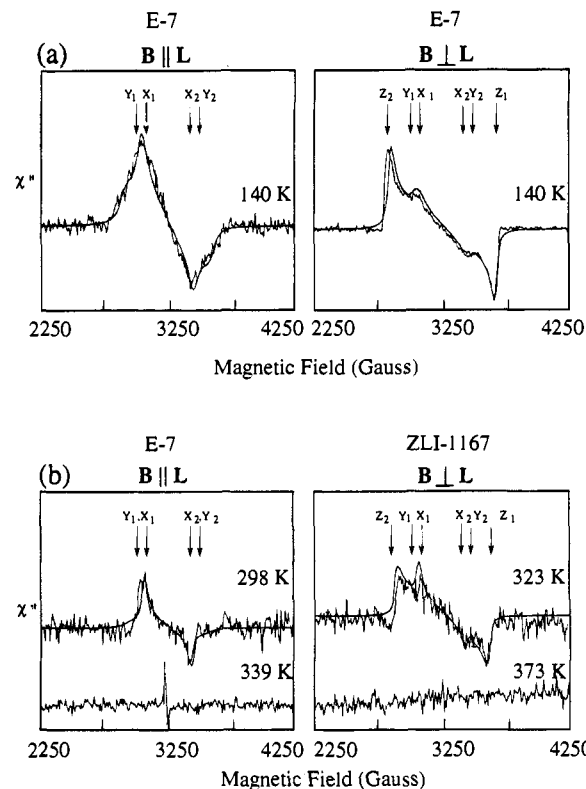 E-7
E-7
(a)
B || L
B ⊥ L
Y₁ X₁ X₂ Y₂
Z₂ Y₁ X₁ X₂ Y₂ Z₁
χ"
140 K
140 K
2250 3250 4250
2250 3250 4250
Magnetic Field (Gauss)
E-7
ZLI-1167
(b)
B || L
B ⊥ L
Y₁ X₁ X₂ Y₂
Z₂ Y₁ X₁ X₂ Y₂ Z₁
298 K
323 K
χ"
339 K
373 K
2250 3250 4250
2250 3250 4250
Magnetic Field (Gauss)